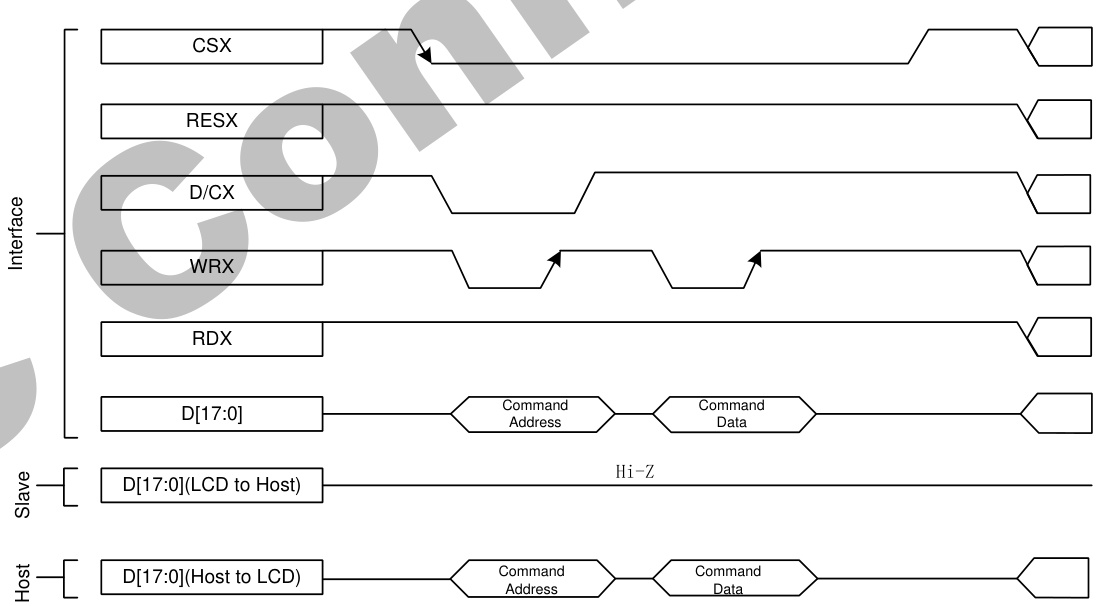 CSX
RESX
D/CX
WRX
RDX
D[17:0]
Command
Address
Command
Data
Interface
D[17:0](LCD to Host)
Hi-Z
Slave
D[17:0](Host to LCD)
Command
Address
Command
Data
Host